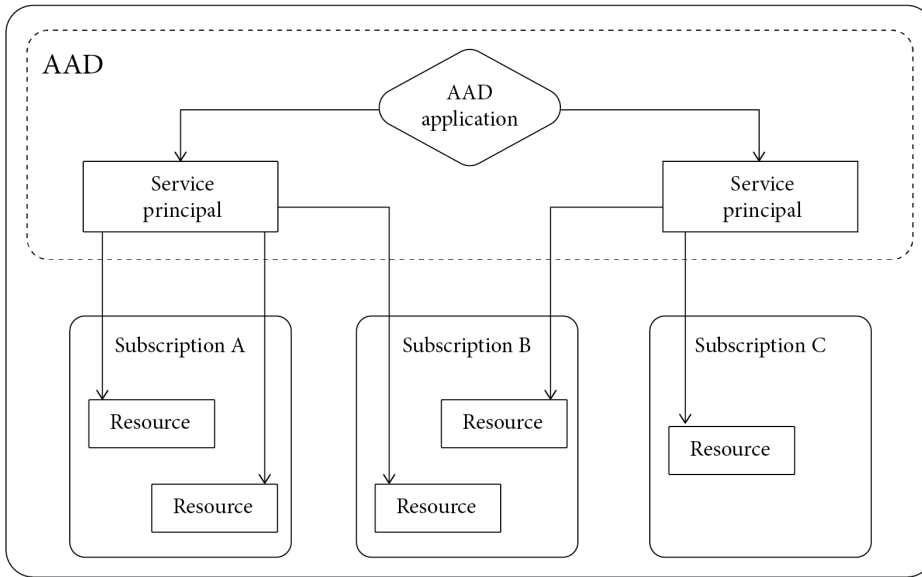 AAD
AAD
application
Service
principal
Service
principal
Subscription A
Subscription B
Subscription C
Resource
Resource
Resource
Resource
Resource